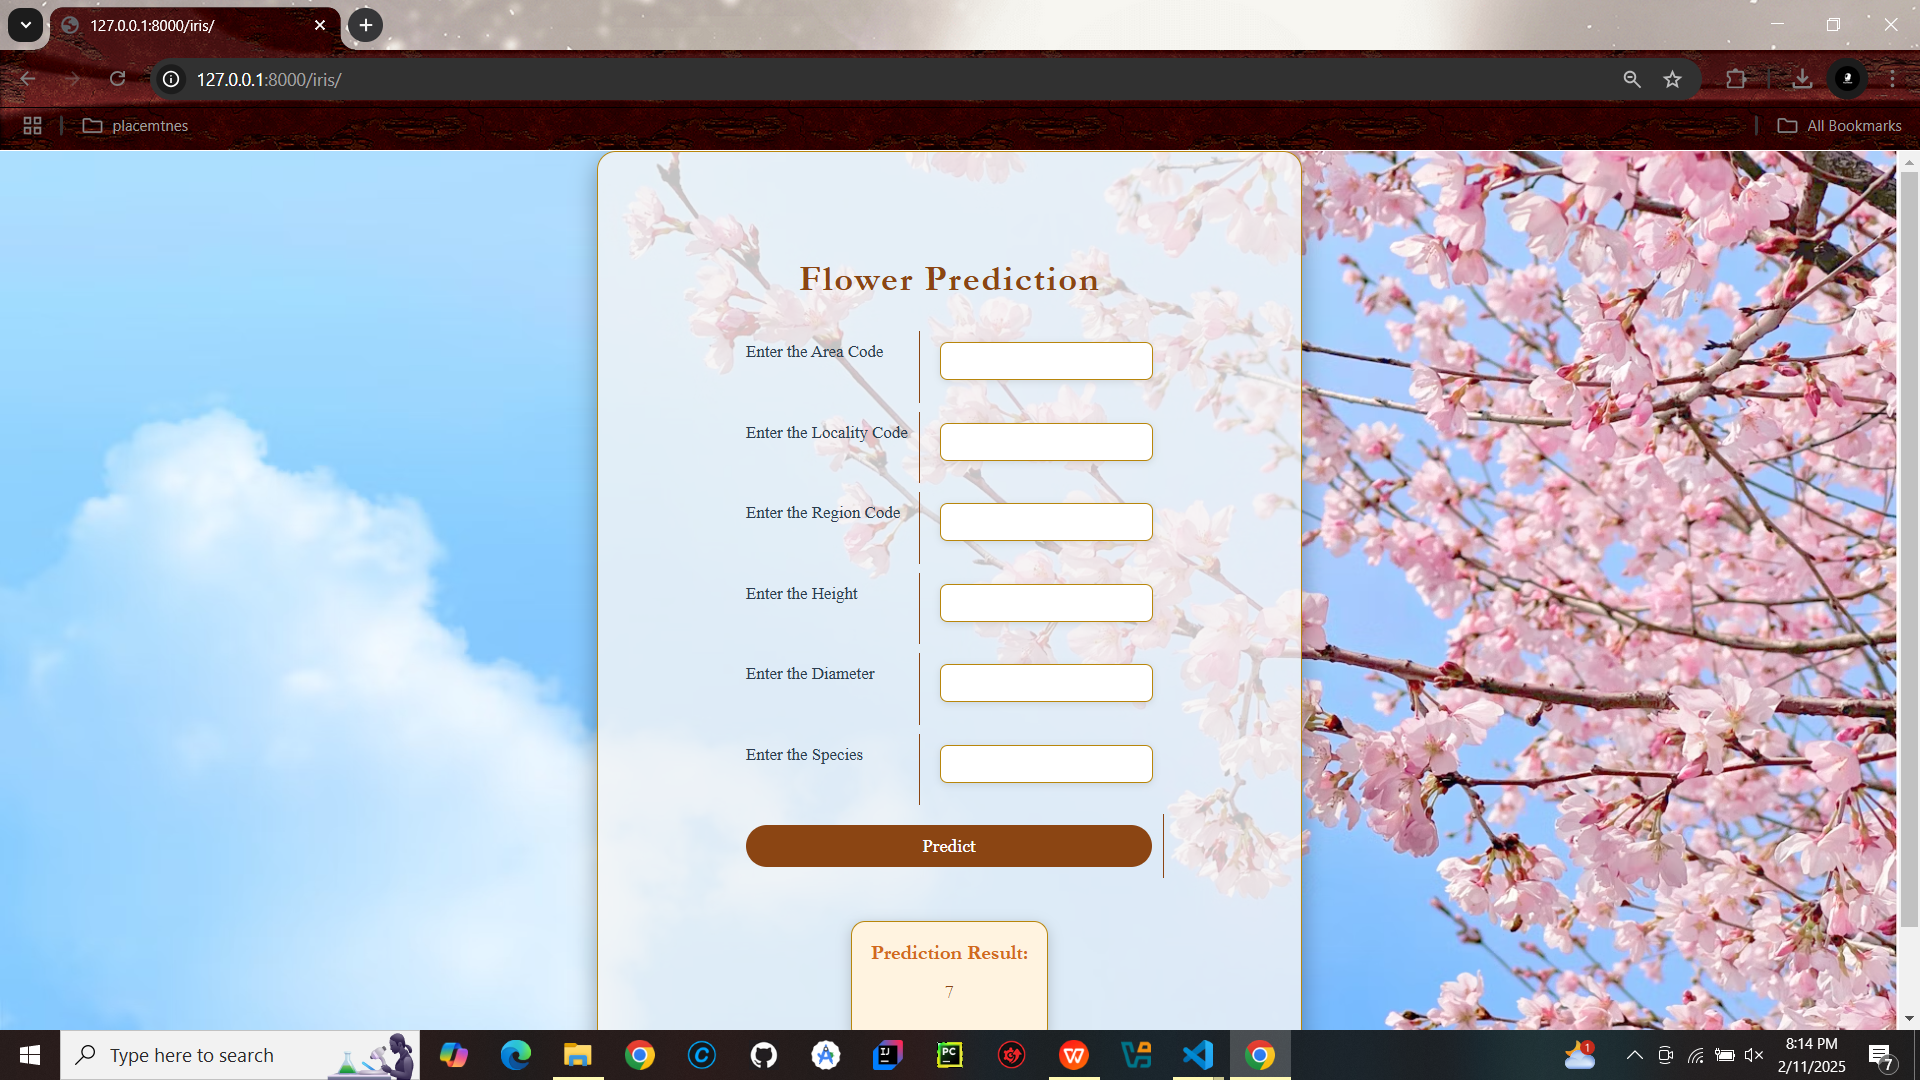 127.0.0.1:8000/iris/
127.0.0.1:8000/iris/
placemtnes
All Bookmarks
Flower Prediction
Enter the Area Code
Enter the Locality Code
Enter the Region Code
Enter the Height
Enter the Diameter
Enter the Species
Predict
Prediction Result:
7
Type here to search
1
8:14 PM
2/11/2025
7